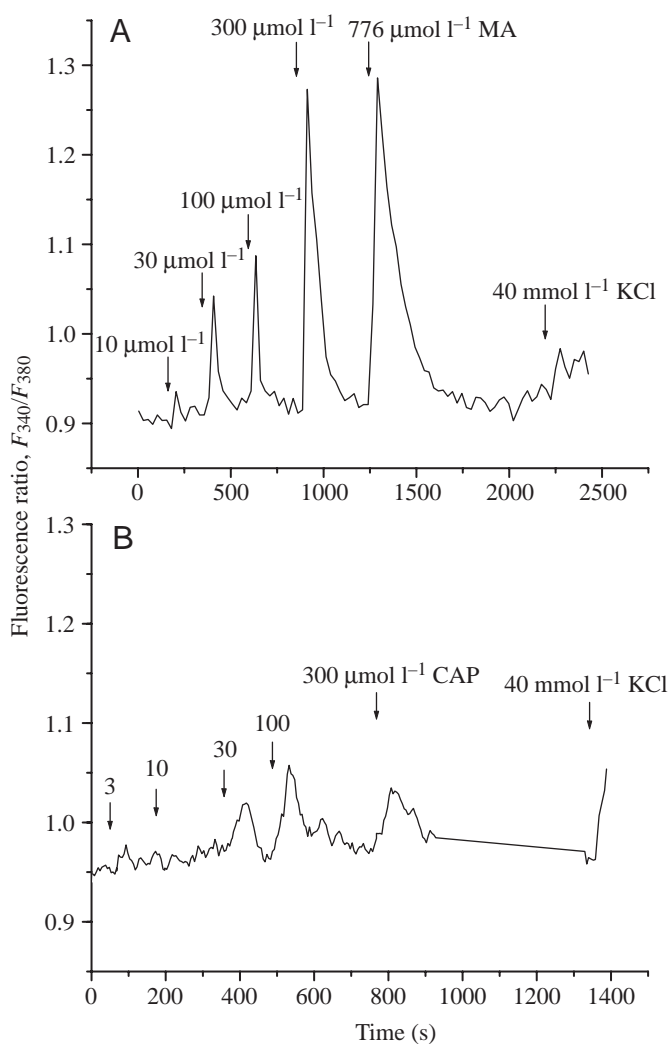 A
300 μmol l⁻¹
776 μmol l⁻¹ MA
1.3
1.2
100 μmol l⁻¹
1.1
30 μmol l⁻¹
40 mmol l⁻¹ KCl
1.0
10 μmol l⁻¹
0.9
0 500 1000 1500 2000 2500
Fluorescence ratio, F340/F380
B
1.3
1.2
300 μmol l⁻¹ CAP
40 mmol l⁻¹ KCl
1.1
100
30
10
3
1.0
0.9
0 200 400 600 800 1000 1200 1400
Time (s)